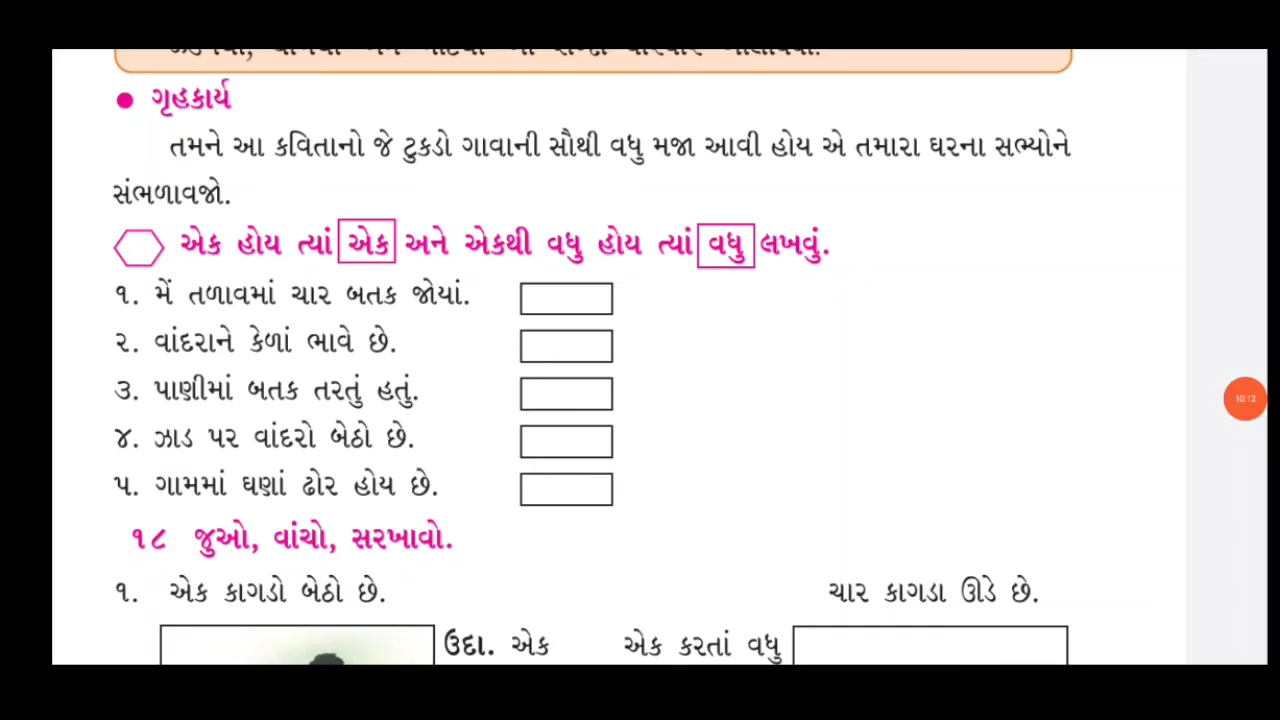 ● ગૃહકાર્ય
તમને આ કવિતાનો જે ટુકડો ગાવાની સૌથી વધુ મજા આવી હોય એ તમારા ઘરના સભ્યોને
સંભળાવજો.
એક હોય ત્યાં એક અને એકથી વધુ હોય ત્યાં વધુ લખવું.
૧. મેં તળાવમાં ચાર બતક જોયાં.
૨. વાંદરાને કેળાં ભાવે છે.
૩. પાણીમાં બતક તરતું હતું.
૪. ઝાડ પર વાંદરો બેઠો છે.
૫. ગામમાં ઘણાં ઢોર હોય છે.
૧૮ જુઓ, વાંચો, સરખાવો.
૧. એક કાગડો બેઠો છે. ચાર કાગડા ઊડે છે.
ઉદા. એક એક કરતાં વધુ
10:12